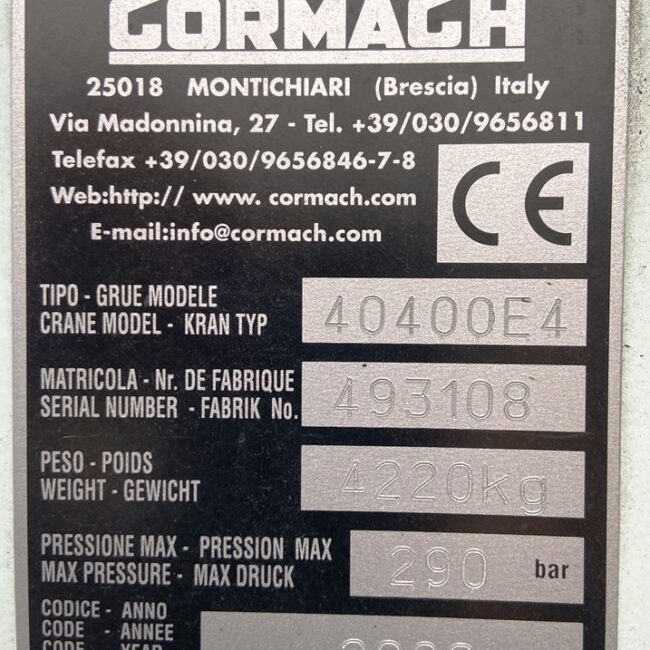 CORMACH
25018 MONTICHIARI (Brescia) Italy
Via Madonnina, 27 - Tel. +39/030/9656811
Telefax +39/030/9656846-7-8
Web:http:// www. cormach.com
E-mail:info@cormach.com
CE
TIPO - GRUE MODELE
CRANE MODEL - KRAN TYP
40400E4
MATRICOLA - Nr. DE FABRIQUE
SERIAL NUMBER - FABRIK No.
493108
PESO - POIDS
WEIGHT - GEWICHT
4220kg
PRESSIONE MAX - PRESSION MAX
MAX PRESSURE - MAX DRUCK
290 bar
CODICE - ANNO
CODE - ANNEE
CODE - YEAR